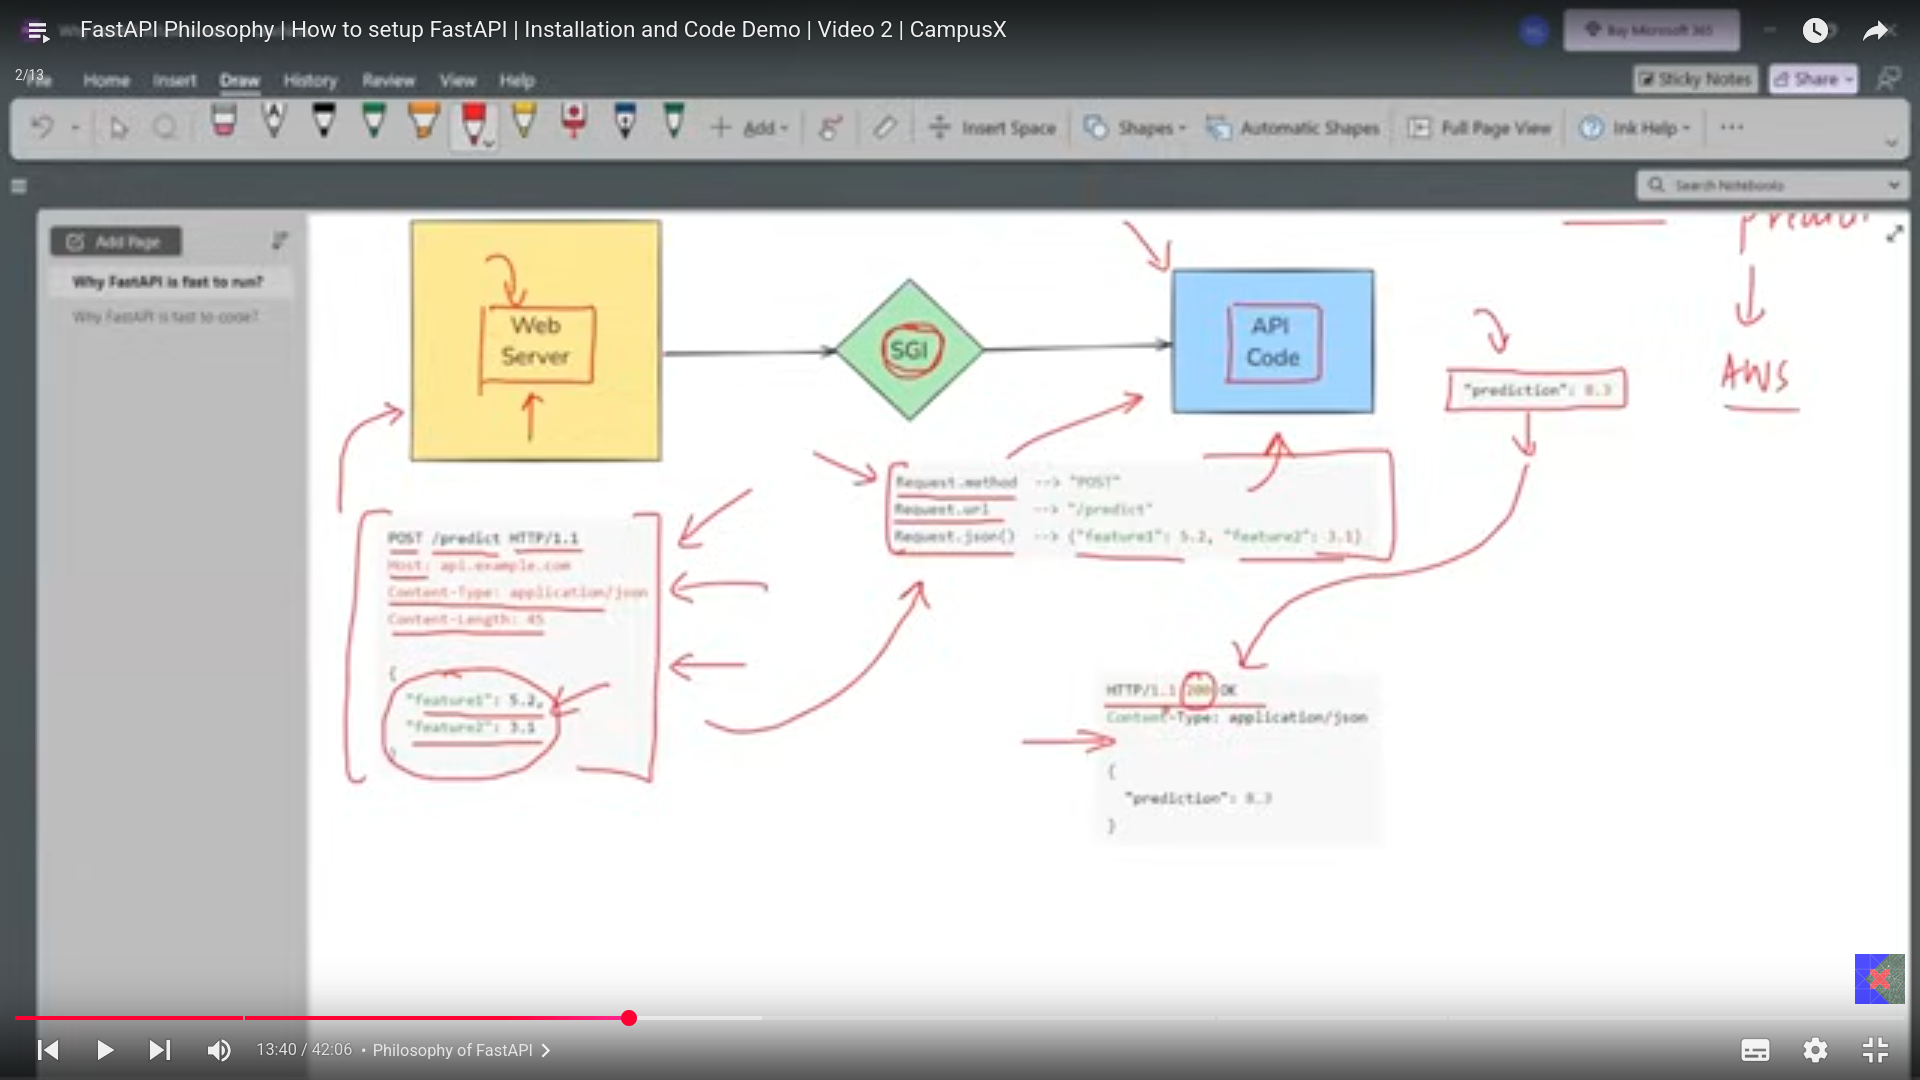 FastAPI Philosophy | How to setup FastAPI | Installation and Code Demo | Video 2 | CampusX
Buy Microsoft 365
2/13
File Home Insert Draw History Review View Help
Sticky Notes Share
Add Insert Space Shapes Automatic Shapes Full Page View Ink Help
Search Notebooks
Add Page
Why FastAPI is fast to run?
Why FastAPI is fast to code?
Web
Server
SGI
API
Code
"prediction": 8.3
AWS
Request.method --> "POST"
Request.url --> "/predict"
Request.json() --> {"feature1": 5.2, "feature2": 3.1}
POST /predict HTTP/1.1
Host: api.example.com
Content-Type: application/json
Content-Length: 45
{
"feature1": 5.2,
"feature2": 3.1
}
HTTP/1.1 200 OK
Content-Type: application/json
{
"prediction": 8.3
}
13:40 / 42:06 • Philosophy of FastAPI